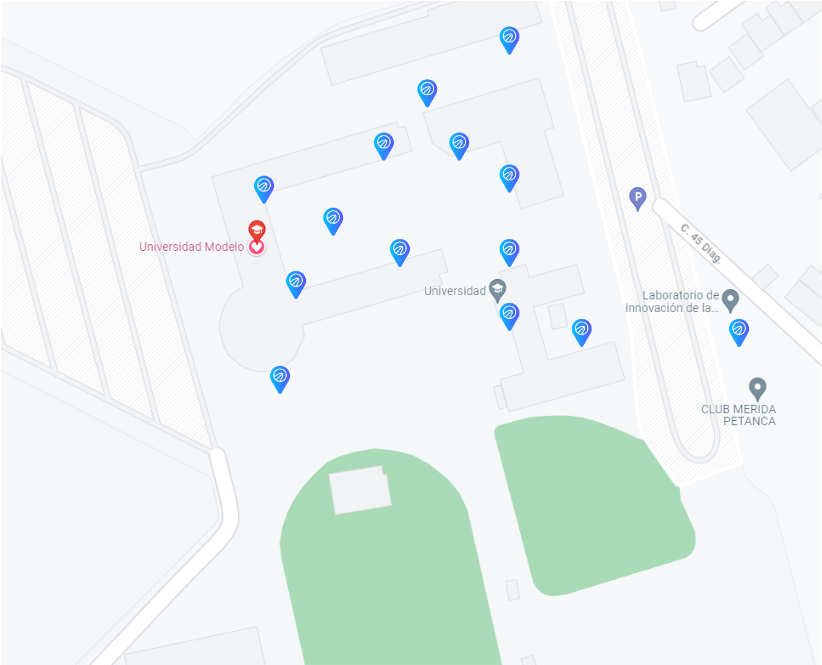 P
C. 45 Diag.
Universidad Modelo
Universidad
Laboratorio de
innovación de la...
CLUB MERIDA
PETANCA